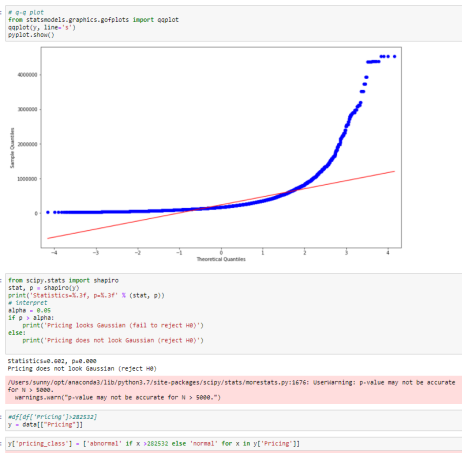 # q-q plot
from statsmodels.graphics.gofplots import qqplot
qqplot(y, line='s')
pyplot.show()
4000000
3000000
2000000
1000000
0
Sample Quantiles
−4 −3 −2 −1 0 1 2 3 4
Theoretical Quantiles
from scipy.stats import shapiro
stat, p = shapiro(y)
print('Statistics=%.3f, p=%.3f' % (stat, p))
# interpret
alpha = 0.05
if p > alpha:
print('Pricing looks Gaussian (fail to reject H0)')
else:
print('Pricing does not look Gaussian (reject H0)')
Statistics=0.602, p=0.000
Pricing does not look Gaussian (reject H0)
/Users/sunny/opt/anaconda3/lib/python3.7/site-packages/scipy/stats/morestats.py:1676: UserWarning: p-value may not be accurate
for N > 5000.
warnings.warn("p-value may not be accurate for N > 5000.")
#df[df['Pricing']>282532]
y = data[["Pricing"]]
y['pricing_class'] = ['abnormal' if x >282532 else 'normal' for x in y['Pricing']]